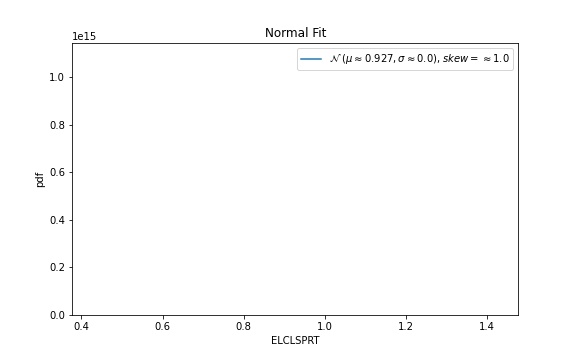 Normal Fit
1e15
𝒩(μ ≈ 0.927, σ ≈ 0.0), skew = ≈ 1.0
1.0
0.8
0.6
0.4
0.2
0.0
pdf
0.4 0.6 0.8 1.0 1.2 1.4
ELCLSPRT